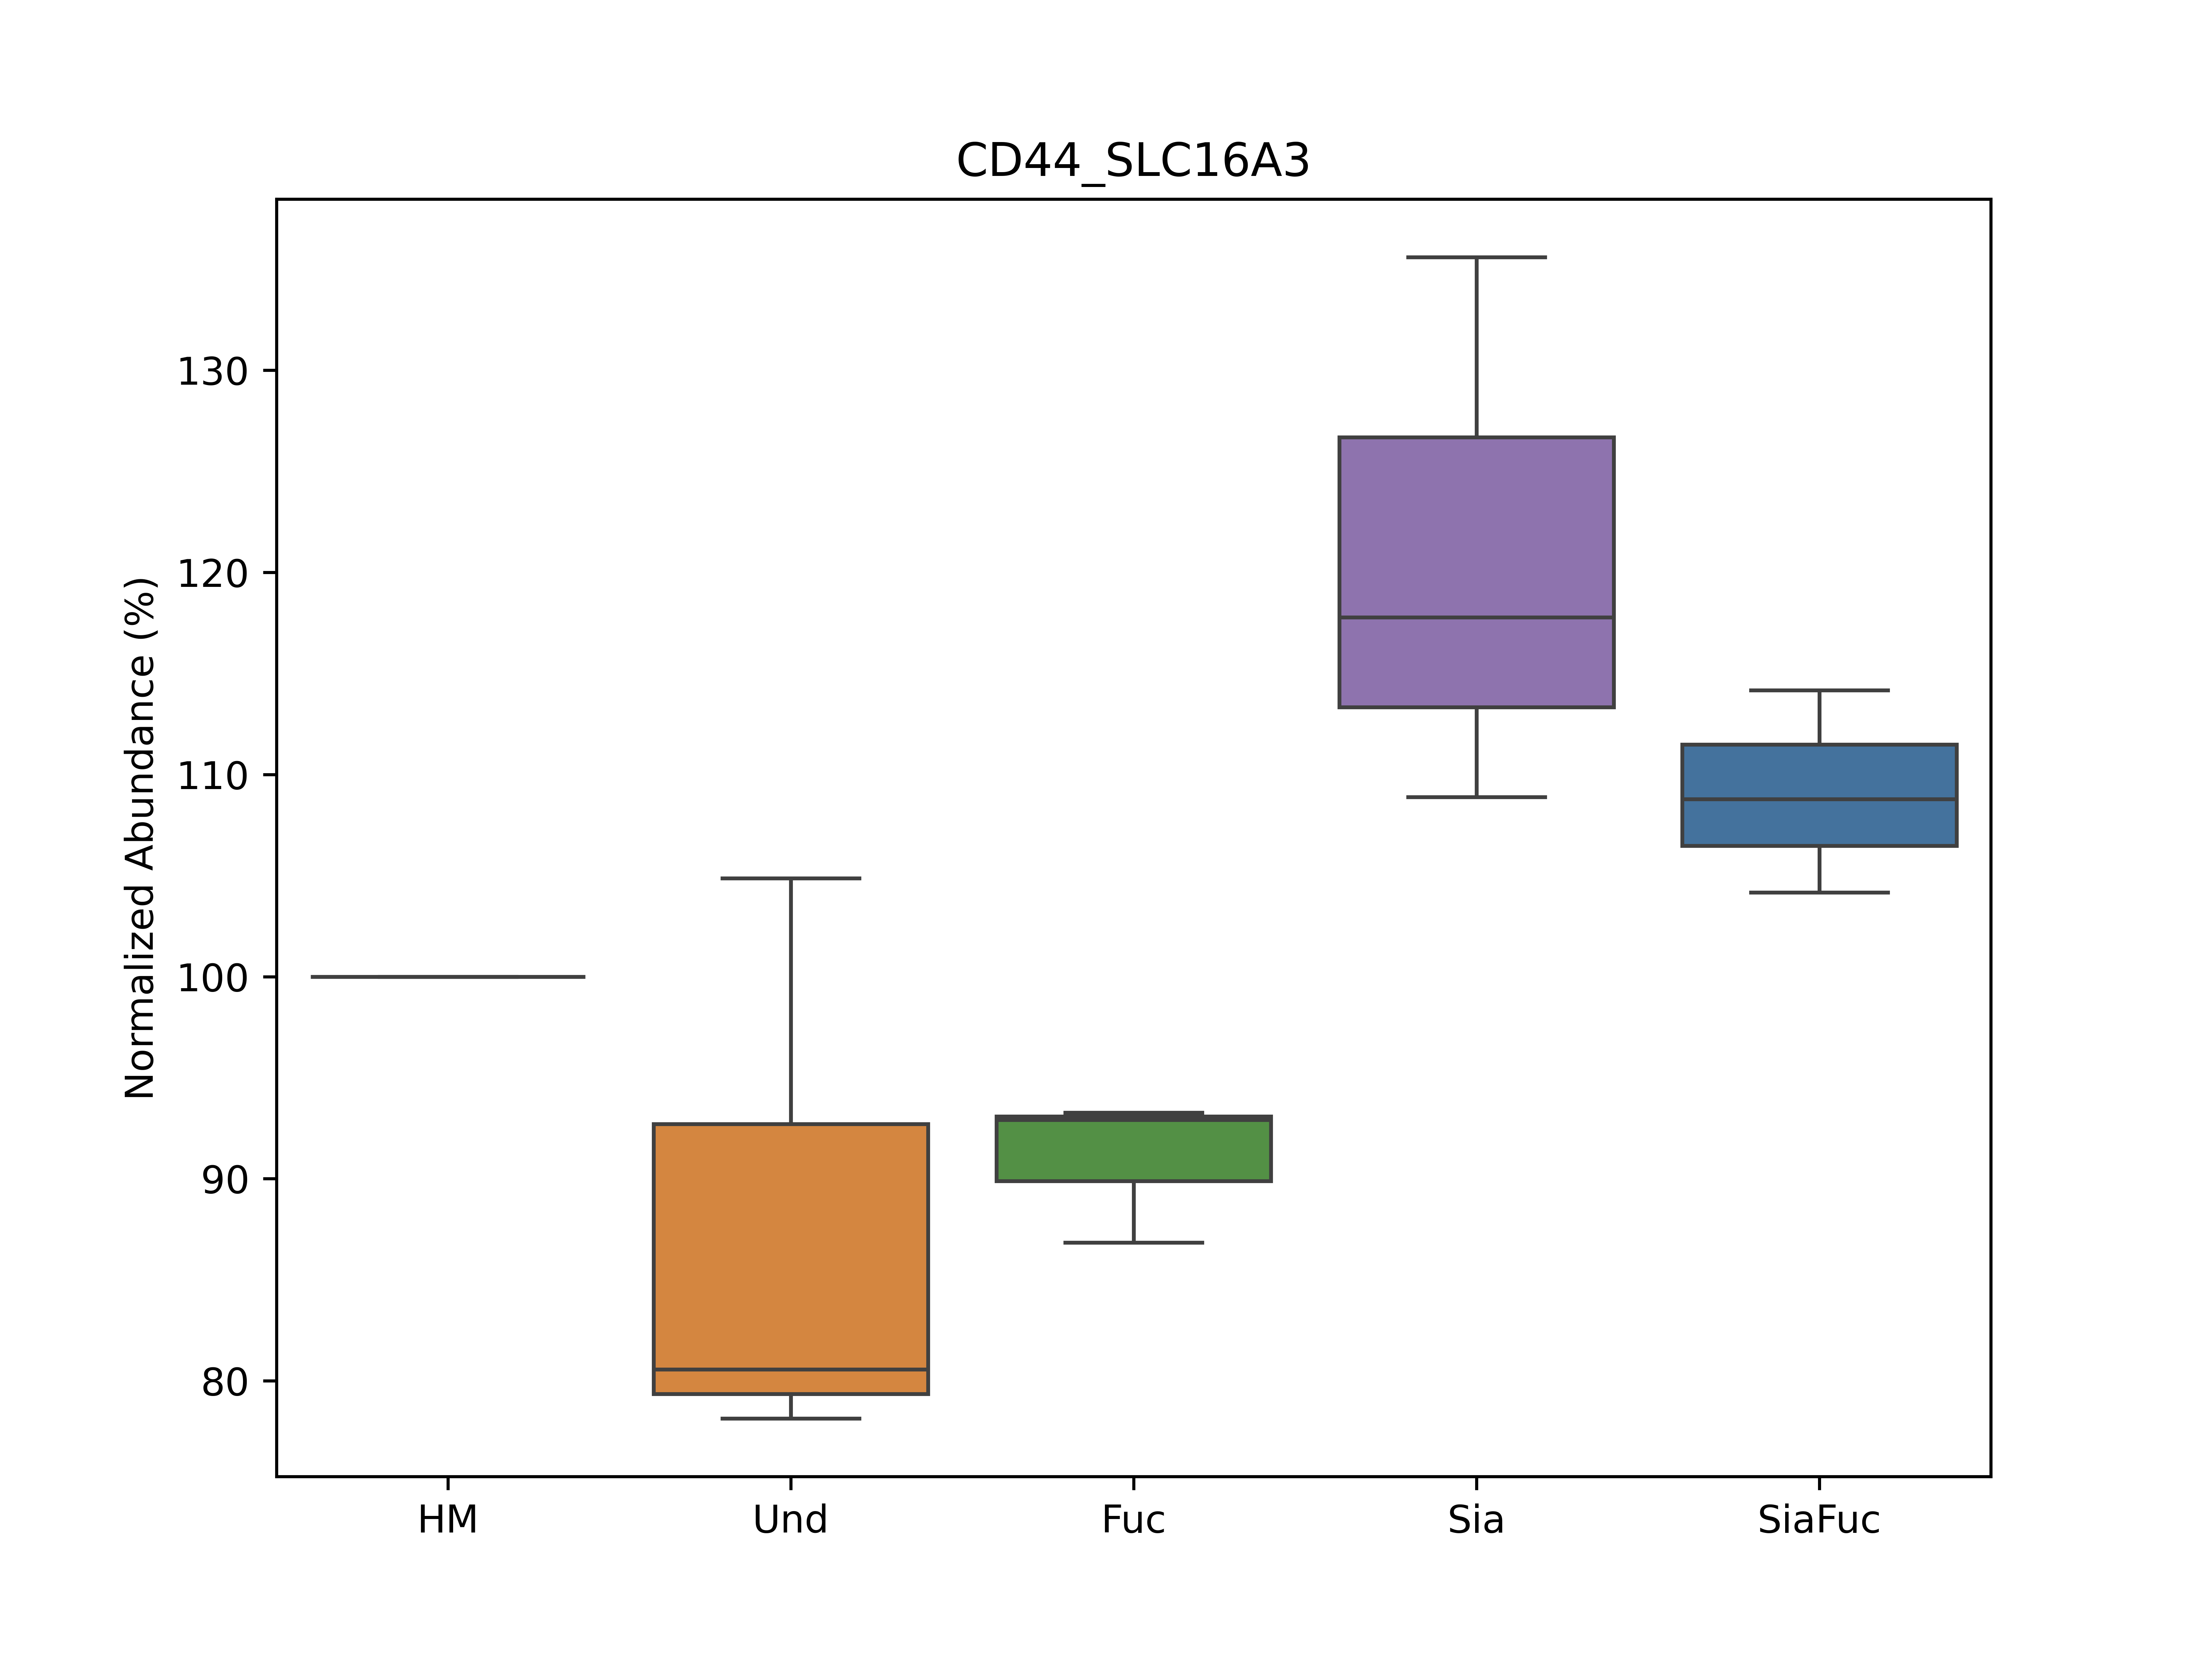 CD44_SLC16A3
Normalized Abundance (%)
130
120
110
100
90
80
HM
Und
Fuc
Sia
SiaFuc